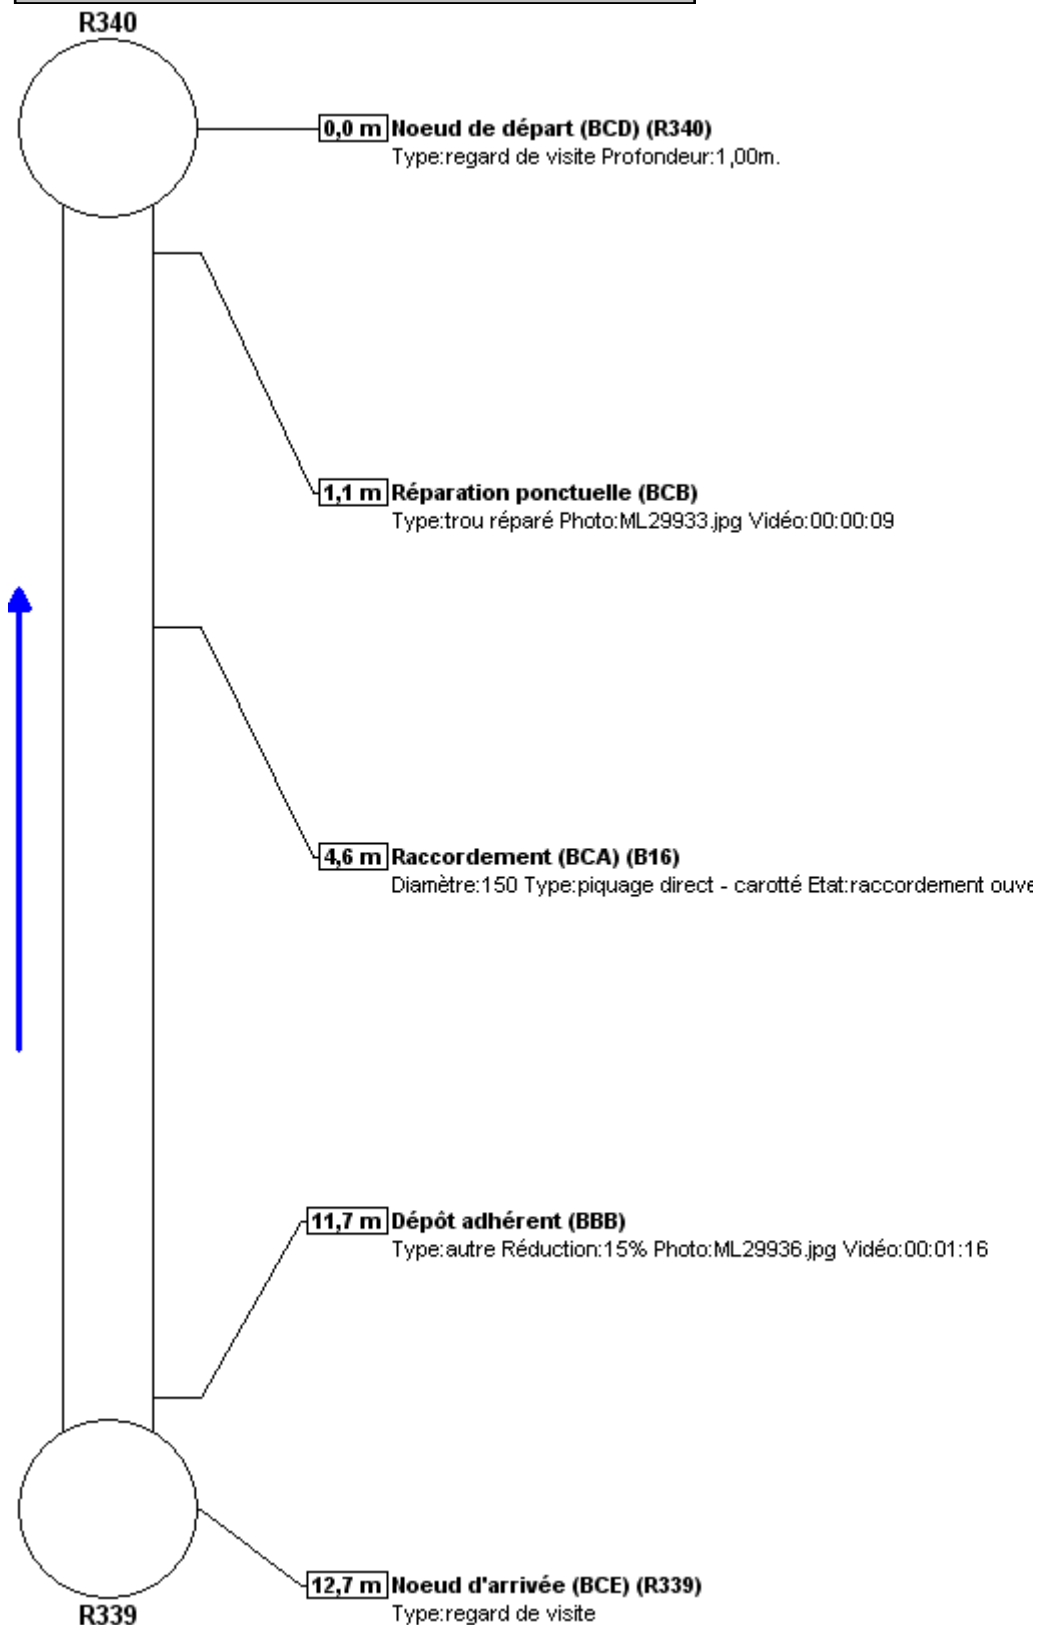 R340
0,0 m Noeud de départ (BCD) (R340)
Type:regard de visite Profondeur:1,00m.
1,1 m Réparation ponctuelle (BCB)
Type:trou réparé Photo:ML29933.jpg Vidéo:00:00:09
4,6 m Raccordement (BCA) (B16)
Diamètre:150 Type:piquage direct - carotté Etat:raccordement ouve
11,7 m Dépôt adhérent (BBB)
Type:autre Réduction:15% Photo:ML29936.jpg Vidéo:00:01:16
12,7 m Noeud d'arrivée (BCE) (R339)
Type:regard de visite
R339